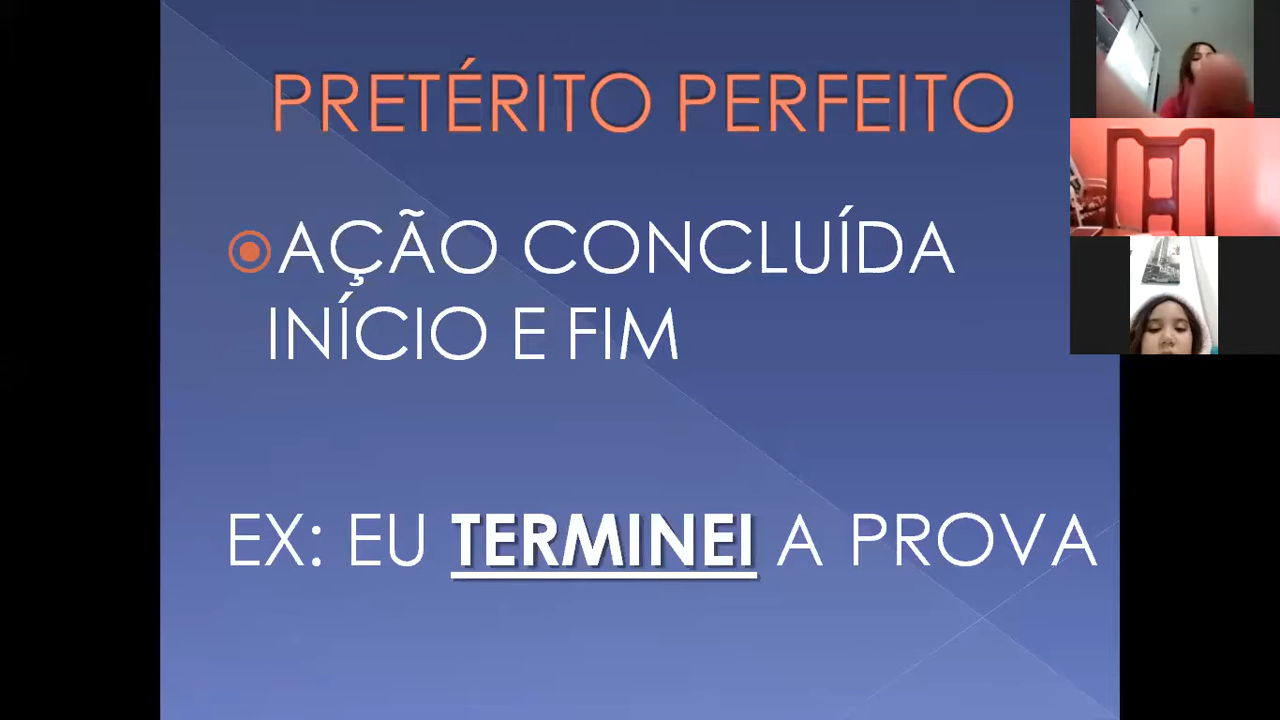 PRETÉRITO PERFEITO
AÇÃO CONCLUÍDA
INÍCIO E FIM
EX: EU TERMINEI A PROVA